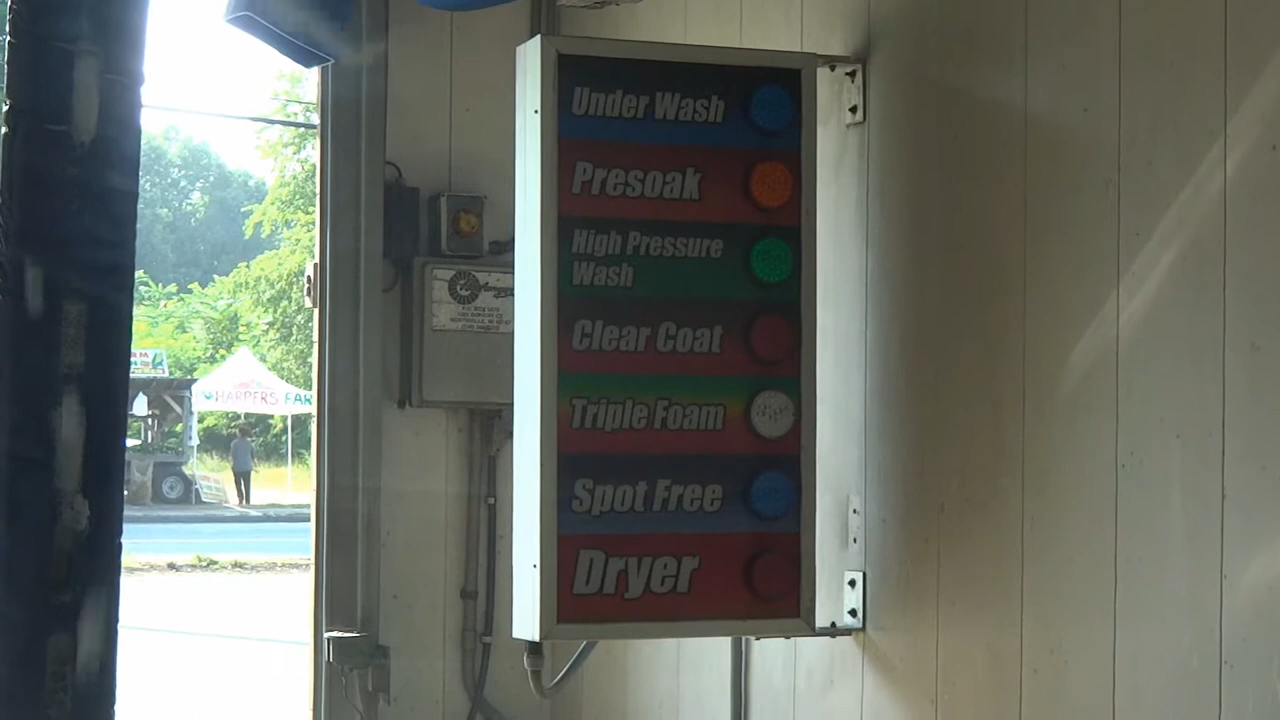 Under Wash
Presoak
High Pressure
Wash
Clear Coat
Triple Foam
Spot Free
Dryer
HARPERS FAR